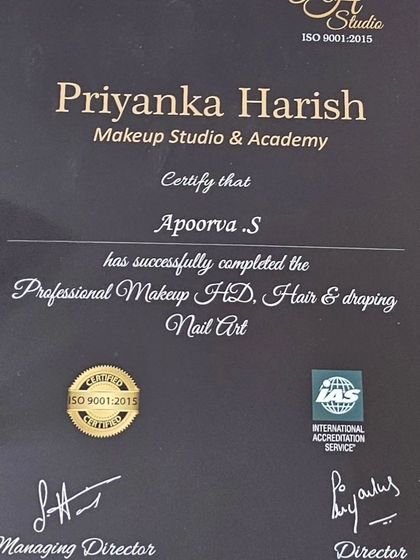 Studio
ISO 9001:2015
Priyanka Harish
Makeup Studio & Academy
Certify that
Apoorva .S
has successfully completed the
Professional Makeup HD, Hair & draping
Nail Art
CERTIFIED
ISO 9001:2015
CERTIFIED
IAS
INTERNATIONAL
ACCREDITATION
SERVICE®
Managing Director
Director